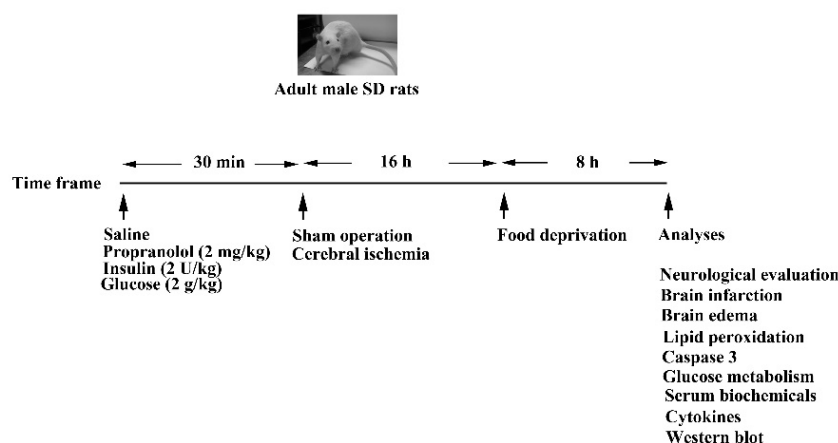 Adult male SD rats
30 min 16 h 8 h
Time frame
Saline
Propranolol (2 mg/kg)
Insulin (2 U/kg)
Glucose (2 g/kg)
Sham operation
Cerebral ischemia
Food deprivation
Analyses
Neurological evaluation
Brain infarction
Brain edema
Lipid peroxidation
Caspase 3
Glucose metabolism
Serum biochemicals
Cytokines
Western blot